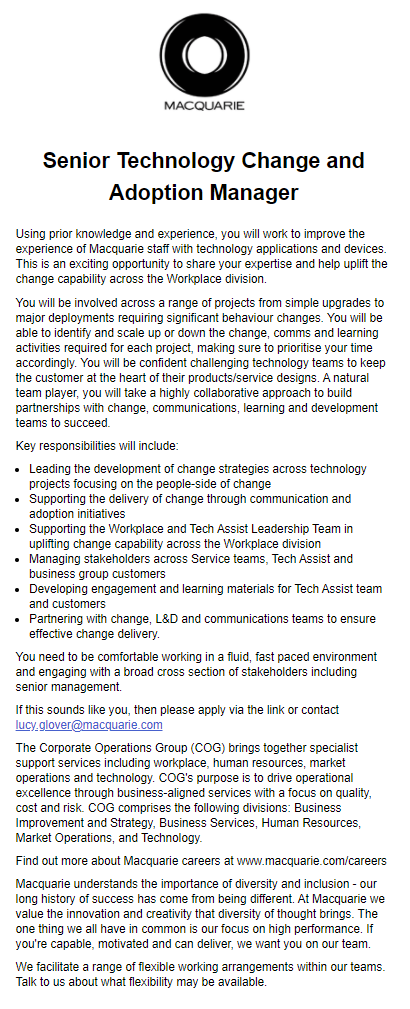 MACQUARIE
Senior Technology Change and
Adoption Manager
Using prior knowledge and experience, you will work to improve the
experience of Macquarie staff with technology applications and devices.
This is an exciting opportunity to share your expertise and help uplift the
change capability across the Workplace division.
You will be involved across a range of projects from simple upgrades to
major deployments requiring significant behaviour changes. You will be
able to identify and scale up or down the change, comms and learning
activities required for each project, making sure to prioritise your time
accordingly. You will be confident challenging technology teams to keep
the customer at the heart of their products/service designs. A natural
team player, you will take a highly collaborative approach to build
partnerships with change, communications, learning and development
teams to succeed.
Key responsibilities will include:
• Leading the development of change strategies across technology
projects focusing on the people-side of change
• Supporting the delivery of change through communication and
adoption initiatives
• Supporting the Workplace and Tech Assist Leadership Team in
uplifting change capability across the Workplace division
• Managing stakeholders across Service teams, Tech Assist and
business group customers
• Developing engagement and learning materials for Tech Assist team
and customers
• Partnering with change, L&D and communications teams to ensure
effective change delivery.
You need to be comfortable working in a fluid, fast paced environment
and engaging with a broad cross section of stakeholders including
senior management.
If this sounds like you, then please apply via the link or contact
lucy.glover@macquarie.com
The Corporate Operations Group (COG) brings together specialist
support services including workplace, human resources, market
operations and technology. COG's purpose is to drive operational
excellence through business-aligned services with a focus on quality,
cost and risk. COG comprises the following divisions: Business
Improvement and Strategy, Business Services, Human Resources,
Market Operations, and Technology.
Find out more about Macquarie careers at www.macquarie.com/careers
Macquarie understands the importance of diversity and inclusion - our
long history of success has come from being different. At Macquarie we
value the innovation and creativity that diversity of thought brings. The
one thing we all have in common is our focus on high performance. If
you're capable, motivated and can deliver, we want you on our team.
We facilitate a range of flexible working arrangements within our teams.
Talk to us about what flexibility may be available.